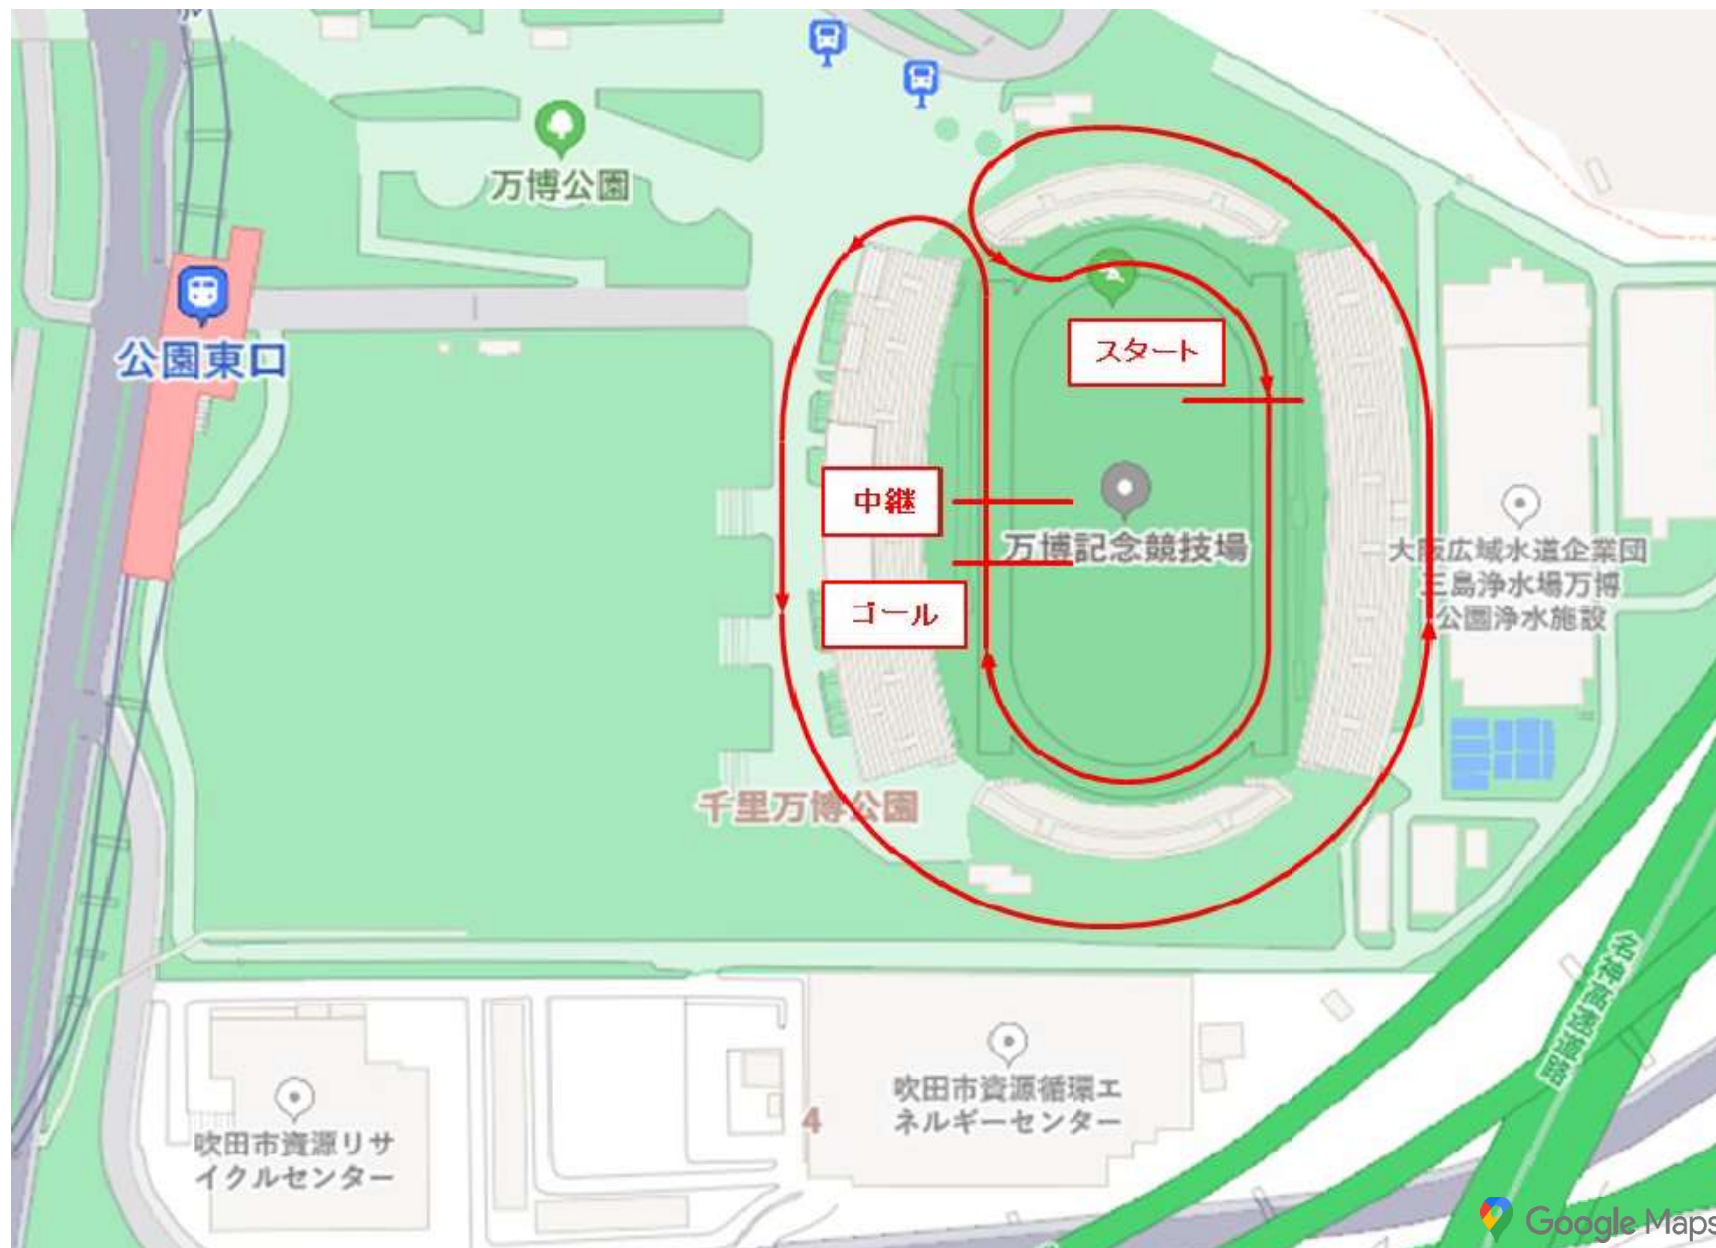 万博公園
公園東口
スタート
中継
万博記念競技場
ゴール
大阪広域水道企業団
三島浄水場万博
公園浄水施設
千里万博公園
名神高速道路
吹田市資源循環エ
ネルギーセンター
4
吹田市資源リサ
イクルセンター
Google Maps